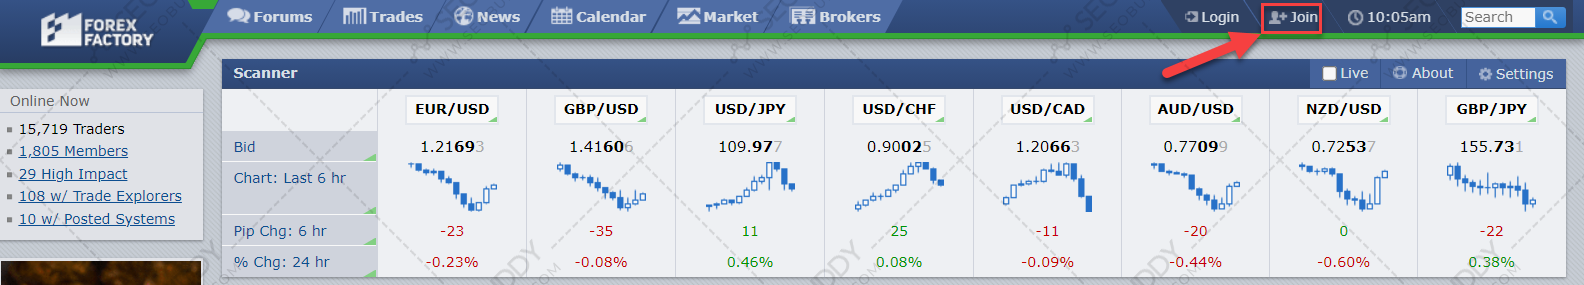 FOREX
FACTORY
Forums Trades News Calendar Market Brokers
Login Join 10:05am Search
Online Now
15,719 Traders
1,805 Members
29 High Impact
108 w/ Trade Explorers
10 w/ Posted Systems
Scanner Live About Settings
EUR/USD GBP/USD USD/JPY USD/CHF USD/CAD AUD/USD NZD/USD GBP/JPY
Bid 1.21693 1.41606 109.977 0.90025 1.20663 0.77099 0.72537 155.731
Chart: Last 6 hr
Pip Chg: 6 hr -23 -35 11 25 -11 -20 0 -22
% Chg: 24 hr -0.23% -0.08% 0.46% 0.08% -0.09% -0.44% -0.60% 0.38%